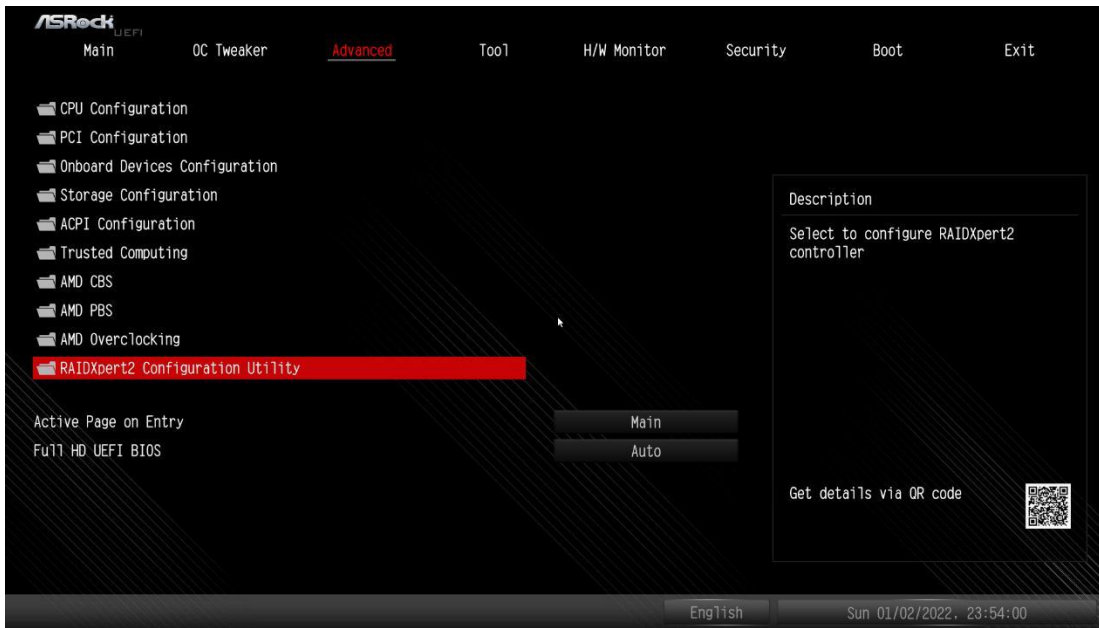 ASRock
UEFI
Main OC Tweaker Advanced Tool H/W Monitor Security Boot Exit
CPU Configuration
PCI Configuration
Onboard Devices Configuration
Storage Configuration
ACPI Configuration
Trusted Computing
AMD CBS
AMD PBS
AMD Overclocking
RAIDXpert2 Configuration Utility
Active Page on Entry Main
Full HD UEFI BIOS Auto
Description
Select to configure RAIDXpert2
controller
Get details via QR code
English Sun 01/02/2022, 23:54:00